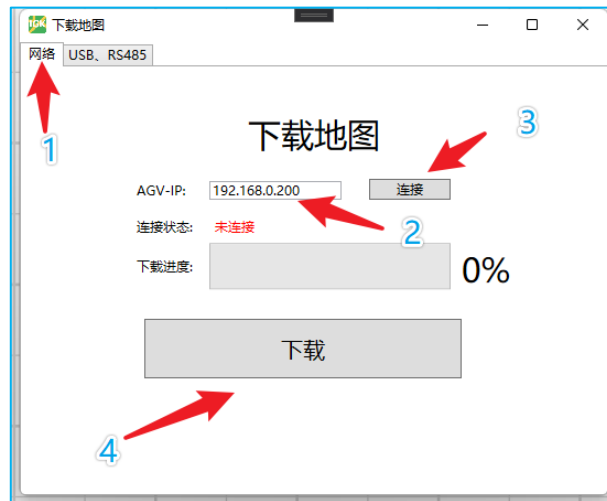 下载地图
网络 USB、RS485
下载地图
1
3
AGV-IP: 192.168.0.200 连接
2
连接状态: 未连接
下载进度: 0%
下载
4